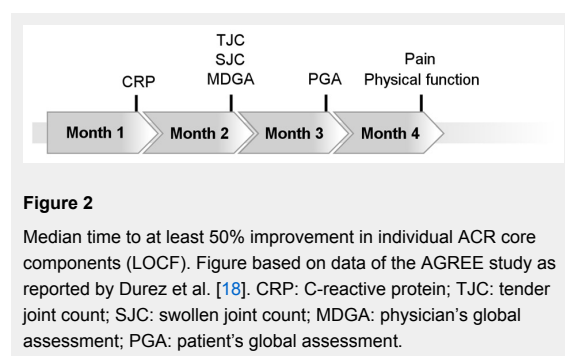 TJC
SJC
Pain
CRP
MDGA
PGA
Physical function
Month 1
Month 2
Month 3
Month 4
Figure 2
Median time to at least 50% improvement in individual ACR core
components (LOCF). Figure based on data of the AGREE study as
reported by Durez et al. [18]. CRP: C-reactive protein; TJC: tender
joint count; SJC: swollen joint count; MDGA: physician’s global
assessment; PGA: patient’s global assessment.